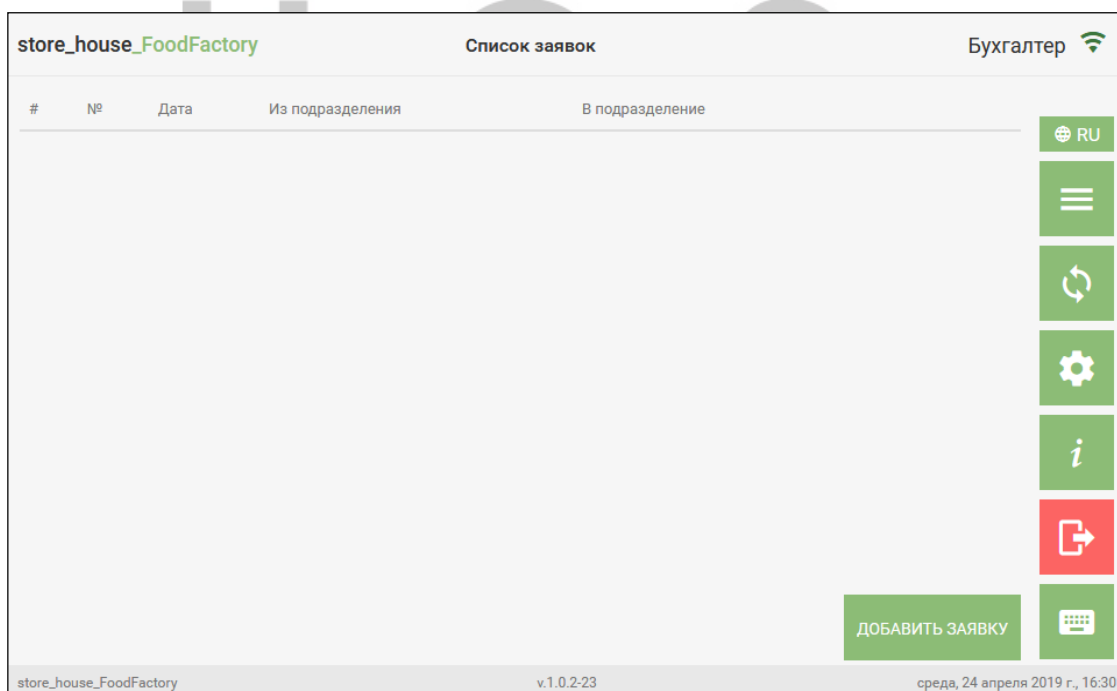 store_house_FoodFactory Список заявок Бухгалтер
# № Дата Из подразделения В подразделение
RU
i
ДОБАВИТЬ ЗАЯВКУ
store_house_FoodFactory v.1.0.2-23 среда, 24 апреля 2019 г., 16:30